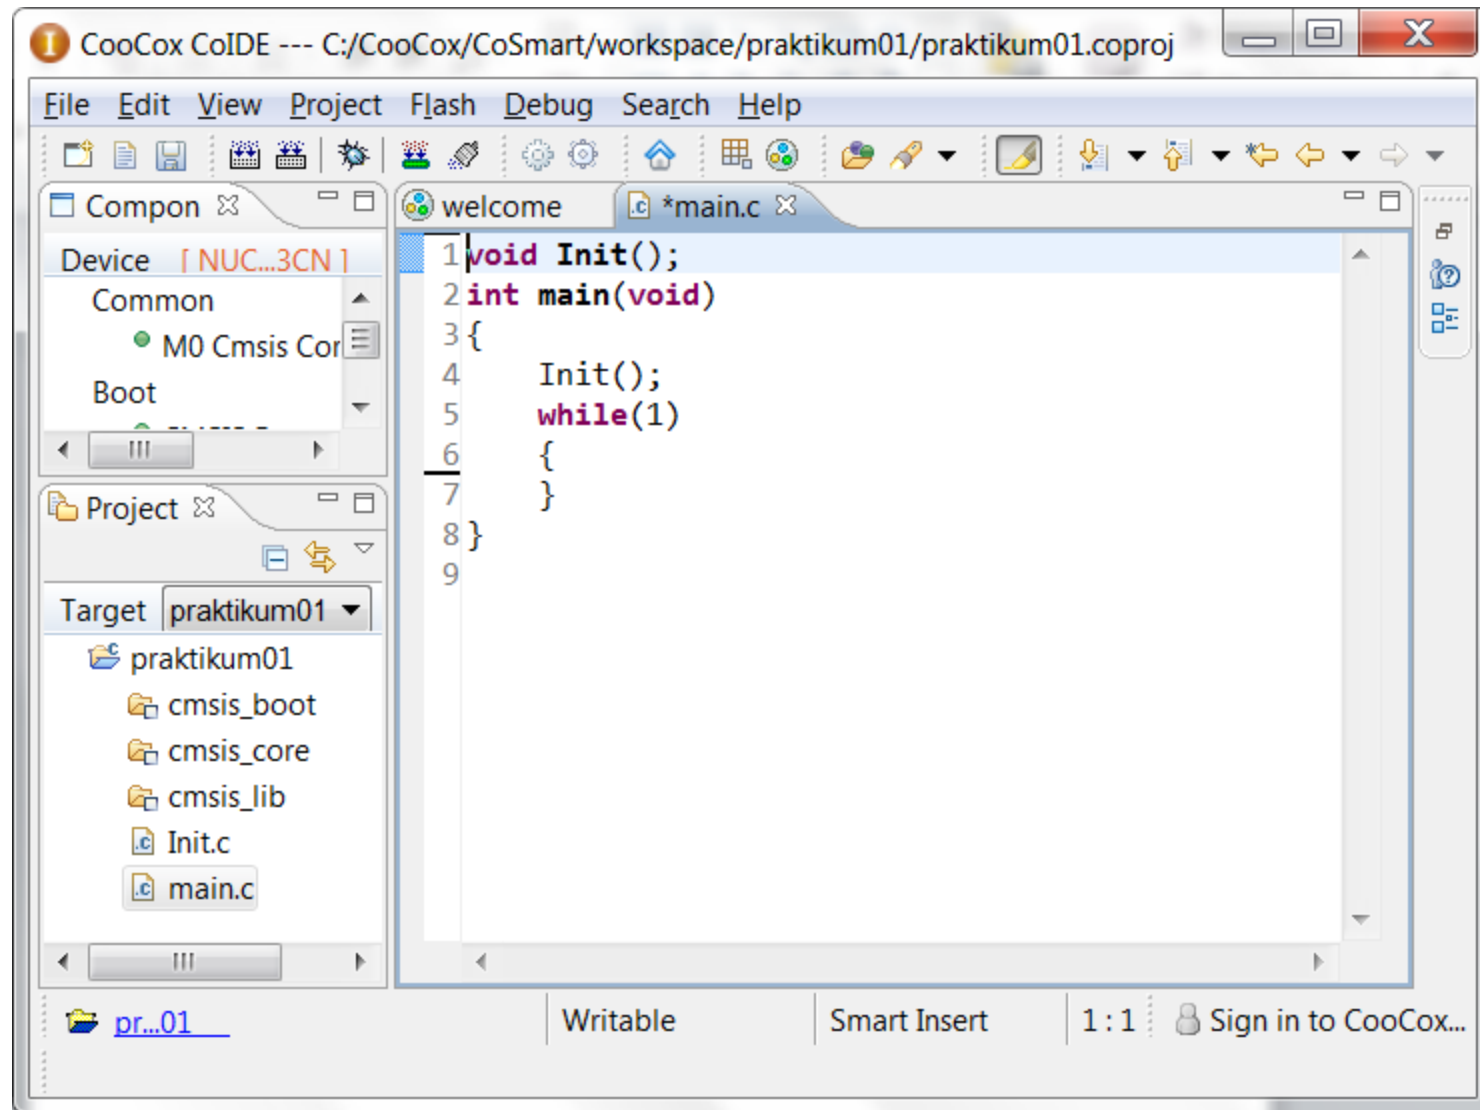 CooCox CoIDE --- C:/CooCox/CoSmart/workspace/praktikum01/praktikum01.coproj
File Edit View Project Flash Debug Search Help
Compon
Device [ NUC...3CN ]
Common
M0 Cmsis Cor
Boot
Project
Target praktikum01
praktikum01
cmsis_boot
cmsis_core
cmsis_lib
Init.c
main.c
welcome *main.c
1 void Init();
2 int main(void)
3 {
4 Init();
5 while(1)
6 {
7 }
8 }
9
pr...01 Writable Smart Insert 1 : 1 Sign in to CooCox...